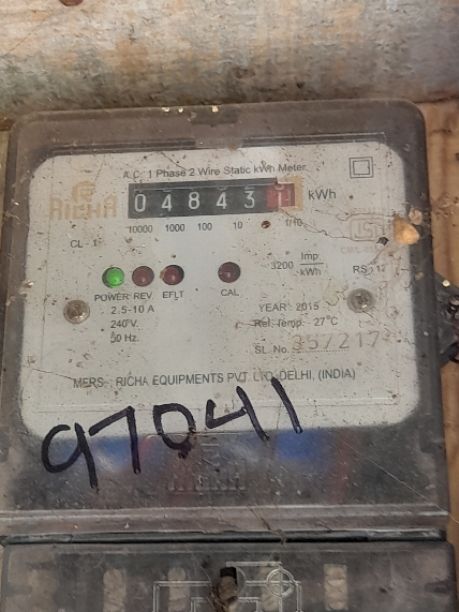 A.C. 1 Phase 2 Wire Static kWh Meter
RICHA
048431 kWh
10000 1000 100 10 1 1/10
CL - 1
3200 Imp/kWh
POWER REV EFLT CAL
2.5-10 A
YEAR : 2015
240V.
Ref. Temp. - 27°C
50 Hz.
SL. No. 357217
MFRS. : RICHA EQUIPMENTS PVT. LTD. DELHI, (INDIA)
97041